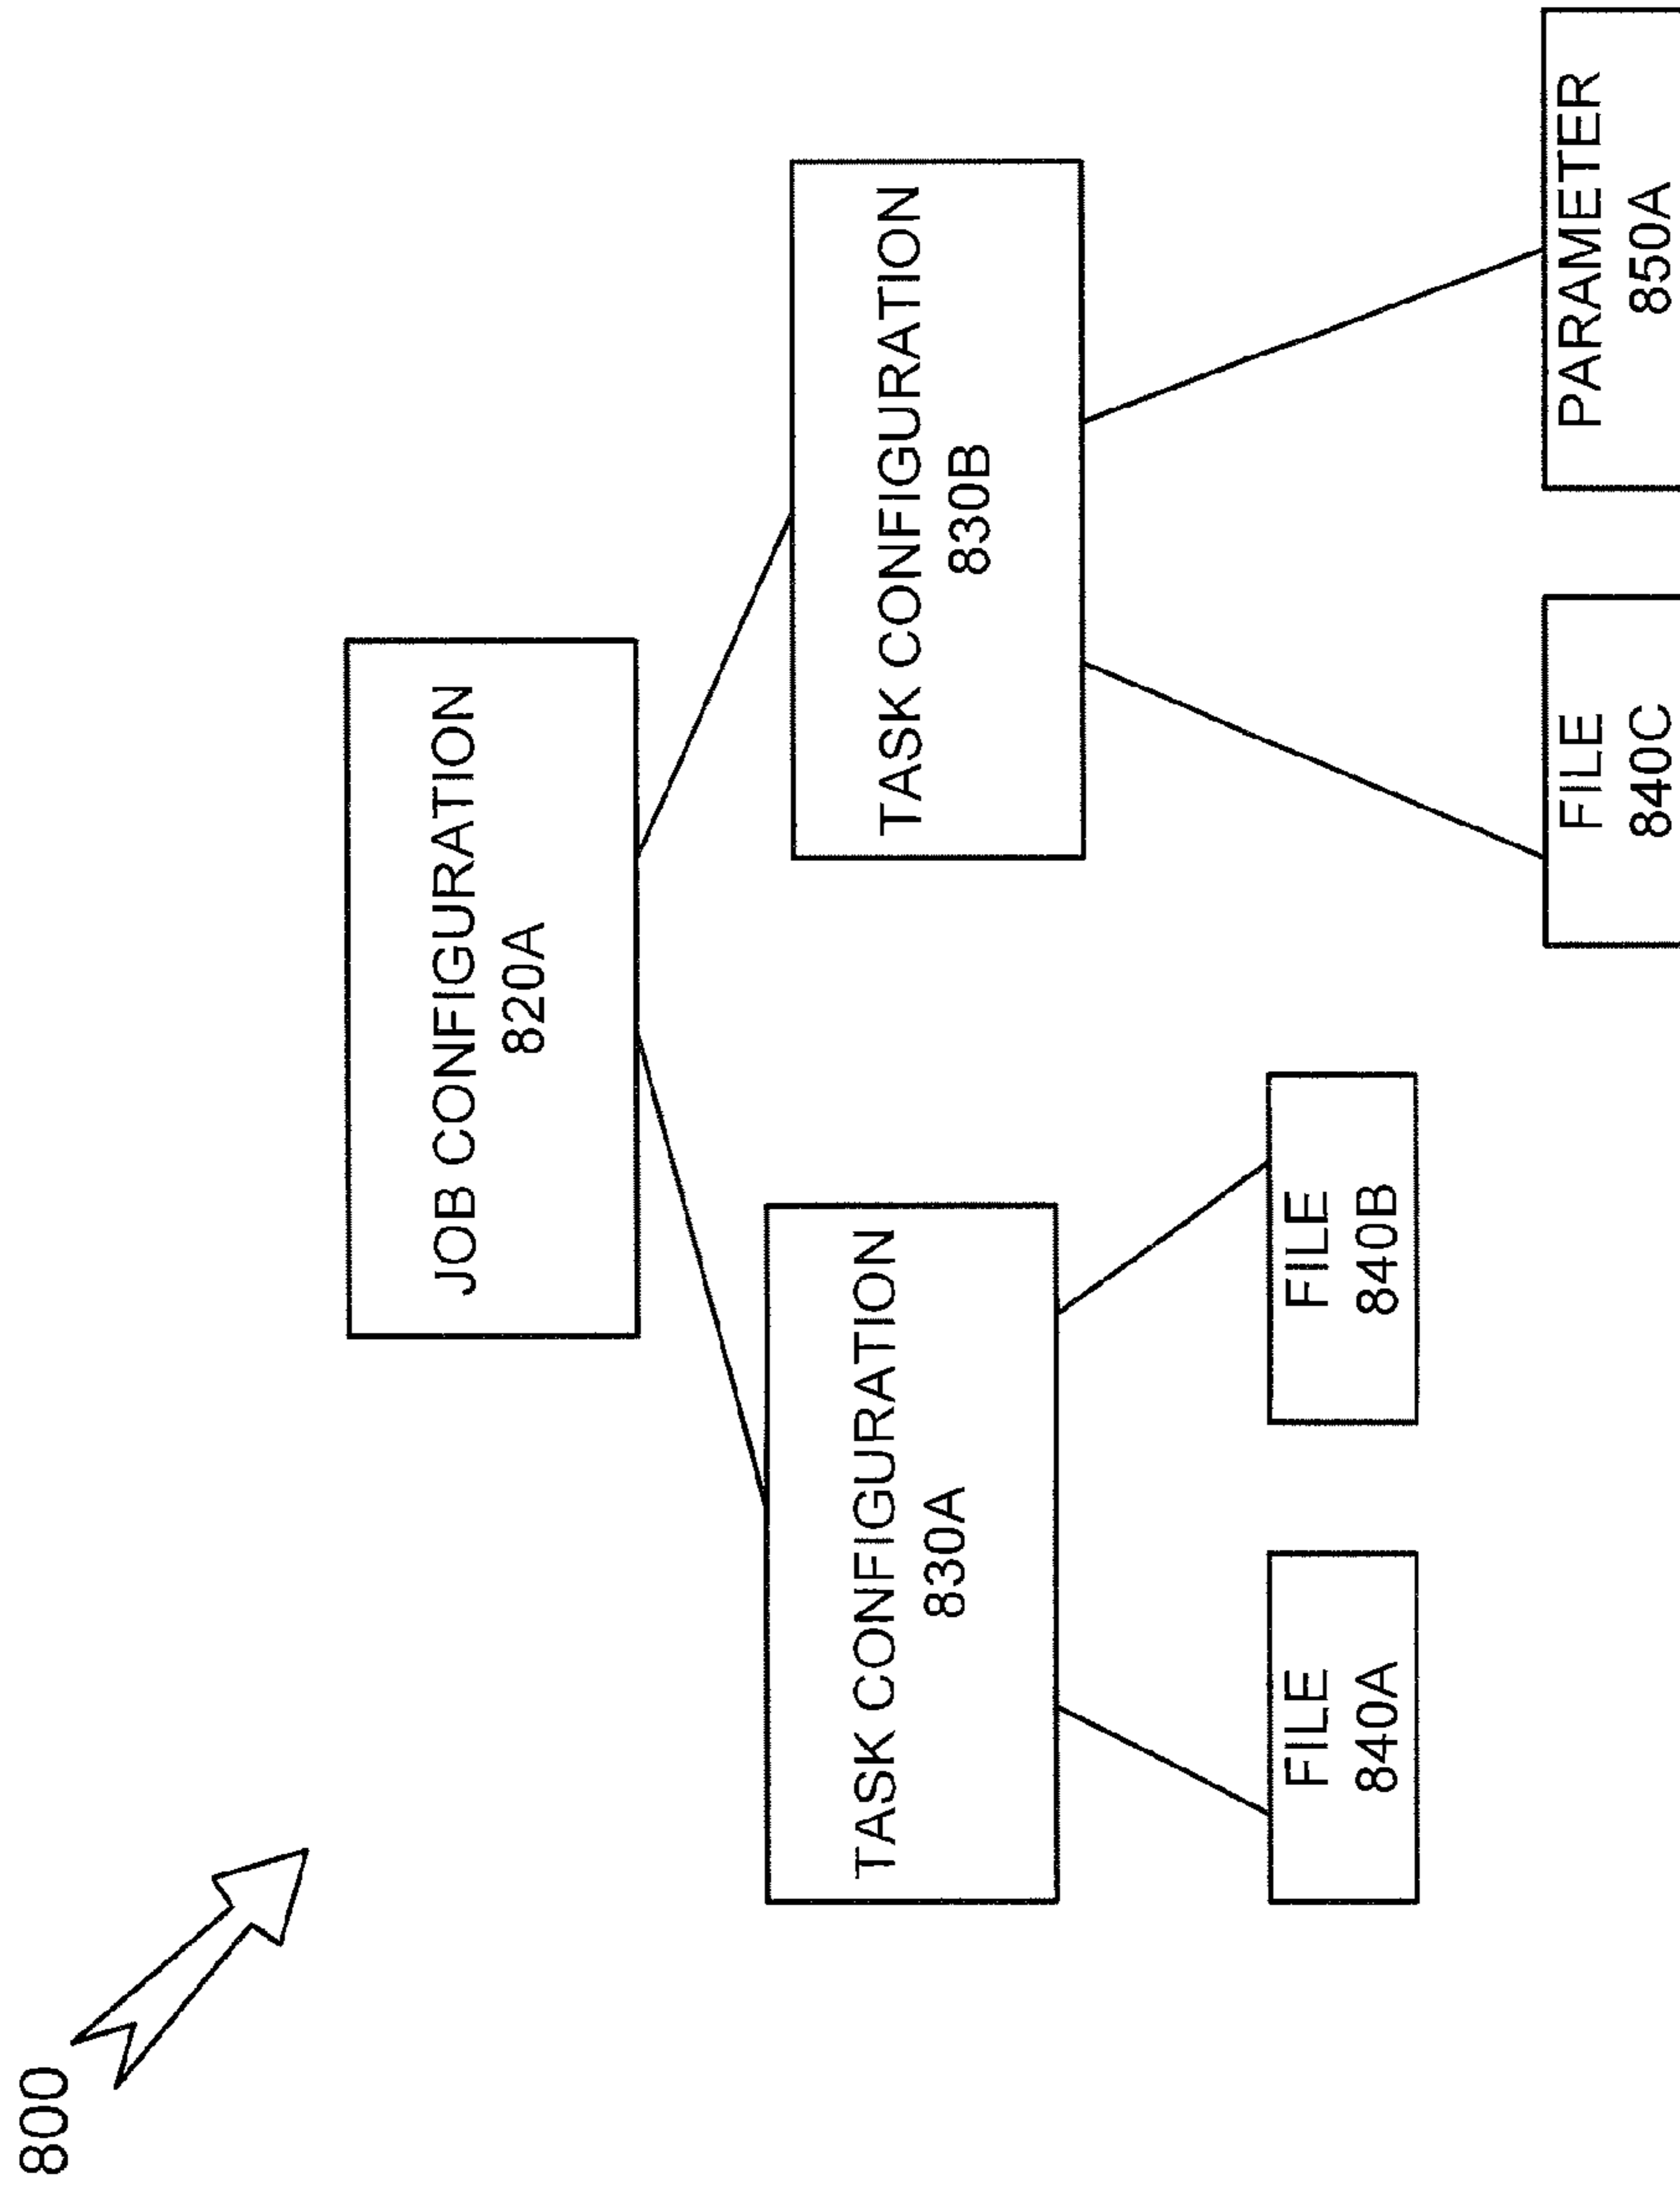 800
JOB CONFIGURATION
820A
TASK CONFIGURATION
830A
TASK CONFIGURATION
830B
FILE
840A
FILE
840B
FILE
840C
PARAMETER
850A